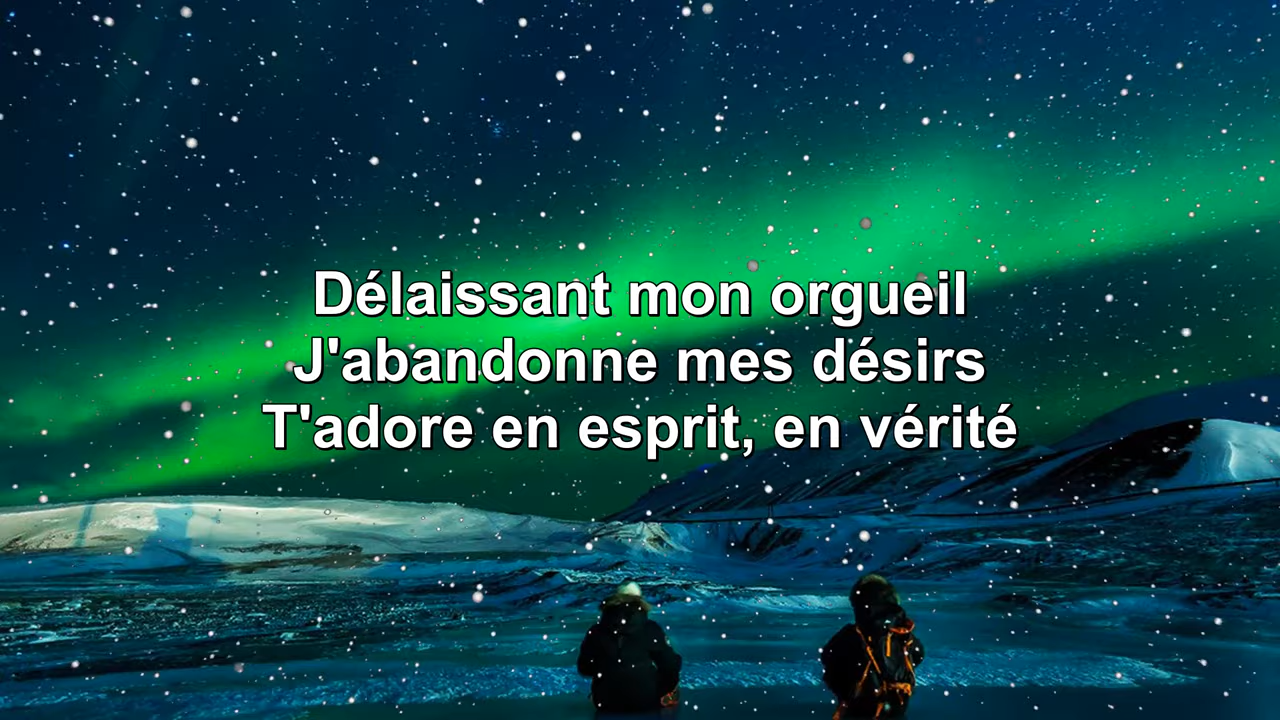 Délaissant mon orgueil
J'abandonne mes désirs
T'adore en esprit, en vérité